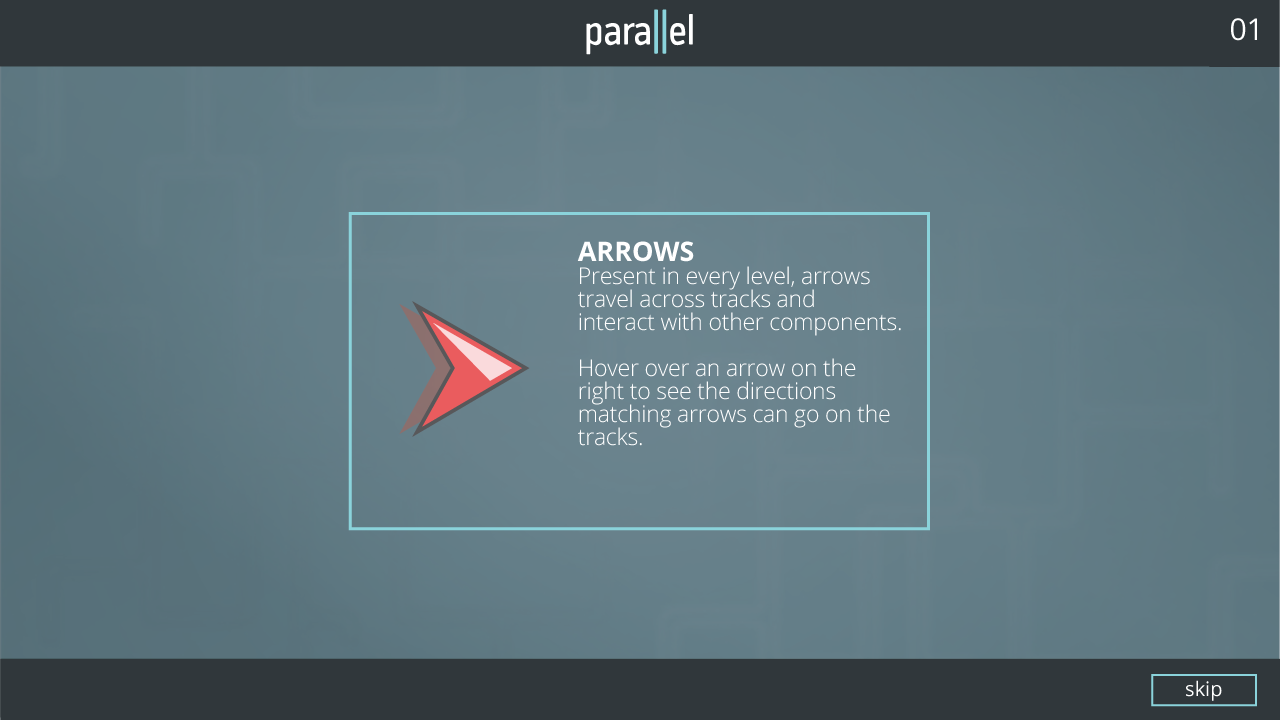 parallel
01
ARROWS
Present in every level, arrows
travel across tracks and
interact with other components.
Hover over an arrow on the
right to see the directions
matching arrows can go on the
tracks.
skip